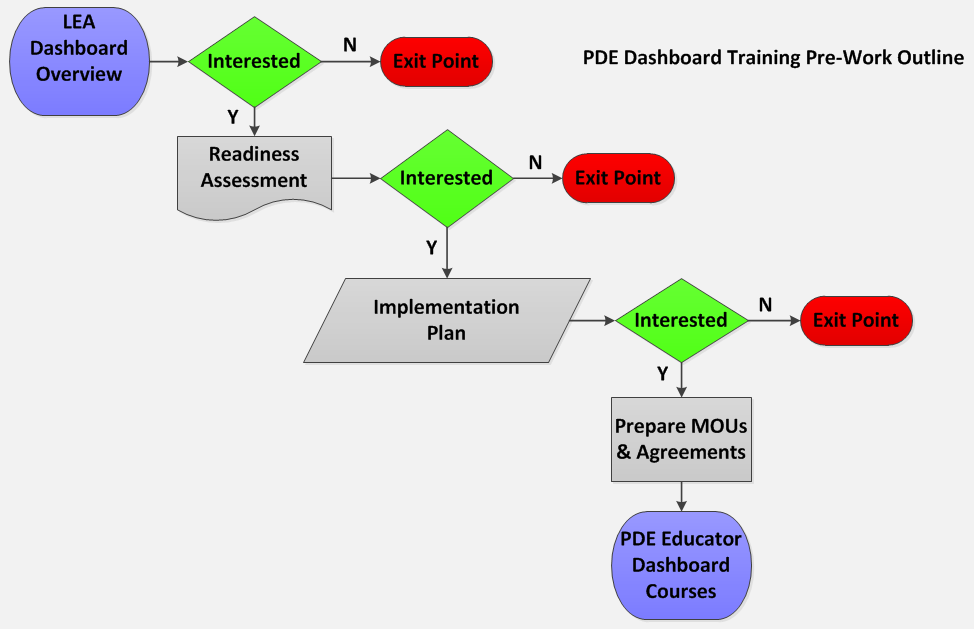 LEA
Dashboard
Overview
Interested
N
Exit Point
PDE Dashboard Training Pre-Work Outline
Y
Readiness
Assessment
Interested
N
Exit Point
Y
Implementation
Plan
Interested
N
Exit Point
Y
Prepare MOUs
& Agreements
PDE Educator
Dashboard
Courses